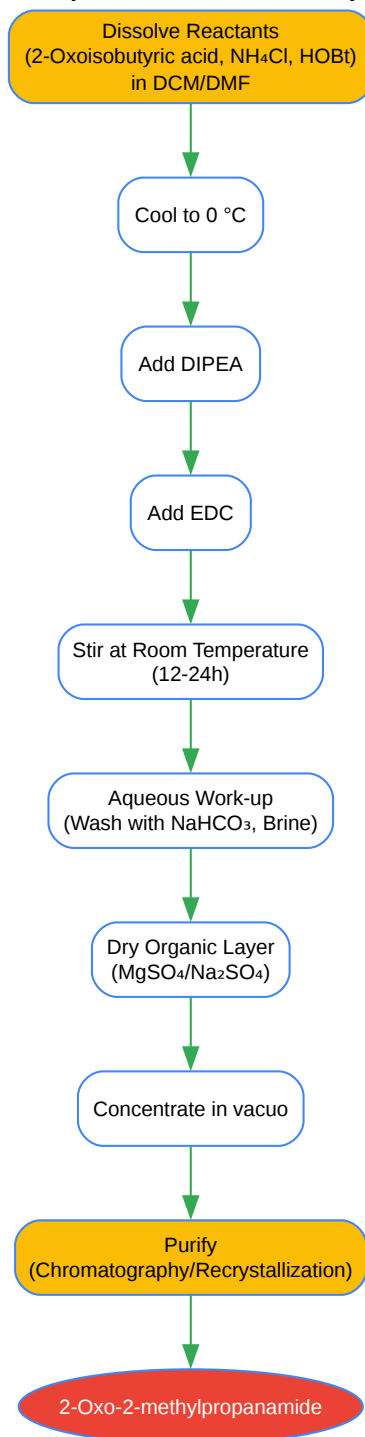 Dissolve Reactants
(2-Oxoisobutyric acid, NH₄Cl, HOBt)
in DCM/DMF
Cool to 0 °C
Add DIPEA
Add EDC
Stir at Room Temperature
(12-24h)
Aqueous Work-up
(Wash with NaHCO₃, Brine)
Dry Organic Layer
(MgSO₄/Na₂SO₄)
Concentrate in vacuo
Purify
(Chromatography/Recrystallization)
2-Oxo-2-methylpropanamide